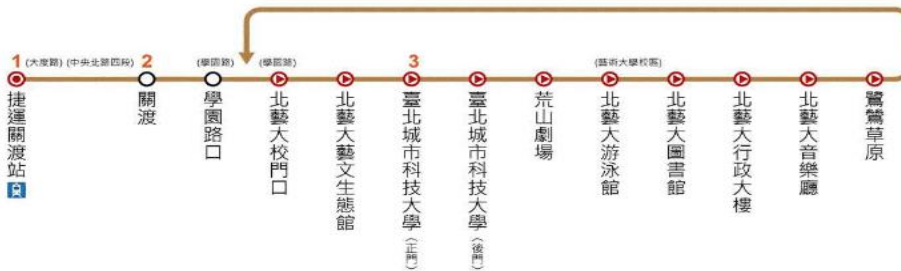 1 (大度路) (中央北路四段) 2 (學園路) (學園路) 3 (藝術大學校區)
捷運關渡站
關渡
學園路口
北藝大校門口
北藝大藝文生態館
臺北城市科技大學(正門)
臺北城市科技大學(後門)
荒山劇場
北藝大游泳館
北藝大圖書館
北藝大行政大樓
北藝大音樂廳
鷺鷥草原